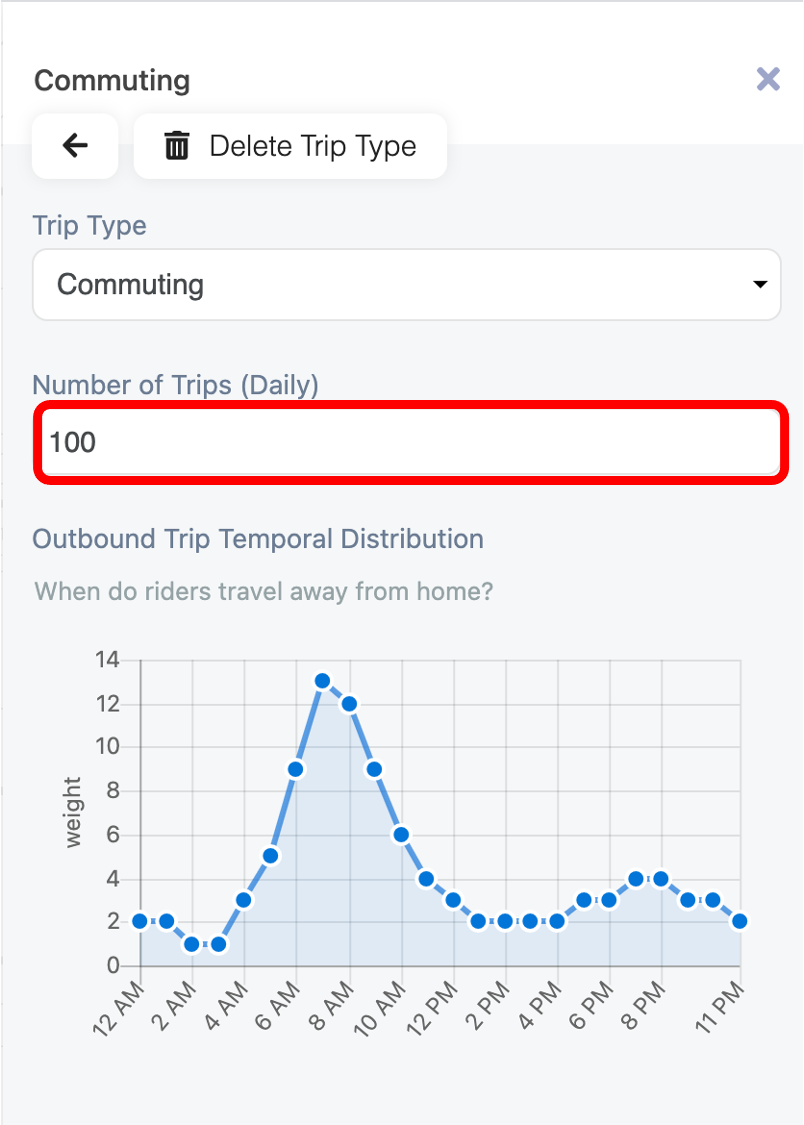 Commuting
Delete Trip Type
Trip Type
Commuting
Number of Trips (Daily)
100
Outbound Trip Temporal Distribution
When do riders travel away from home?
14
12
10
8
6
4
2
0
weight
12 AM
2 AM
4 AM
6 AM
8 AM
10 AM
12 PM
2 PM
4 PM
6 PM
8 PM
11 PM